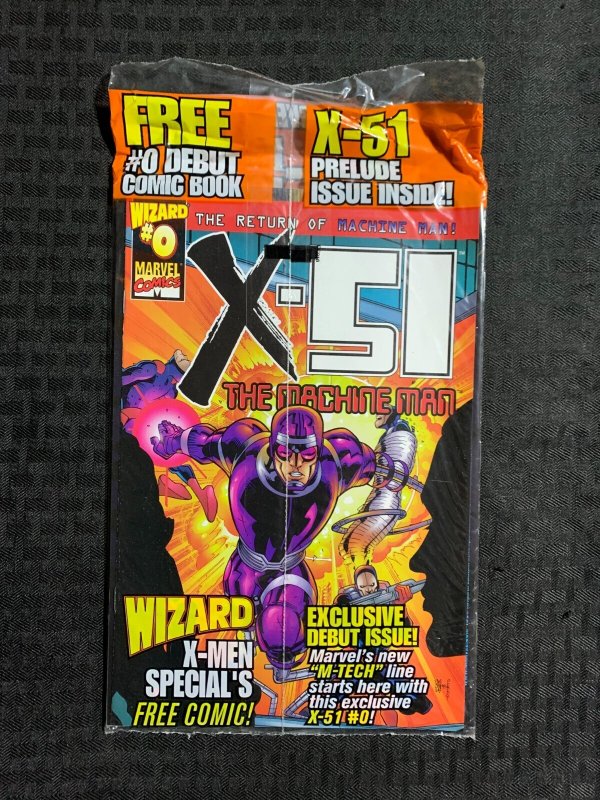 FREE
#0 DEBUT
COMIC BOOK
X-51
PRELUDE
ISSUE INSIDE!
WIZARD
#0
MARVEL
COMICS
THE RETURN OF MACHINE MAN!
X-51
THE MACHINE MAN
WIZARD
X-MEN
SPECIAL'S
FREE COMIC!
EXCLUSIVE
DEBUT ISSUE!
Marvel's new
"M-TECH" line
starts here with
this exclusive
X-51 #0!